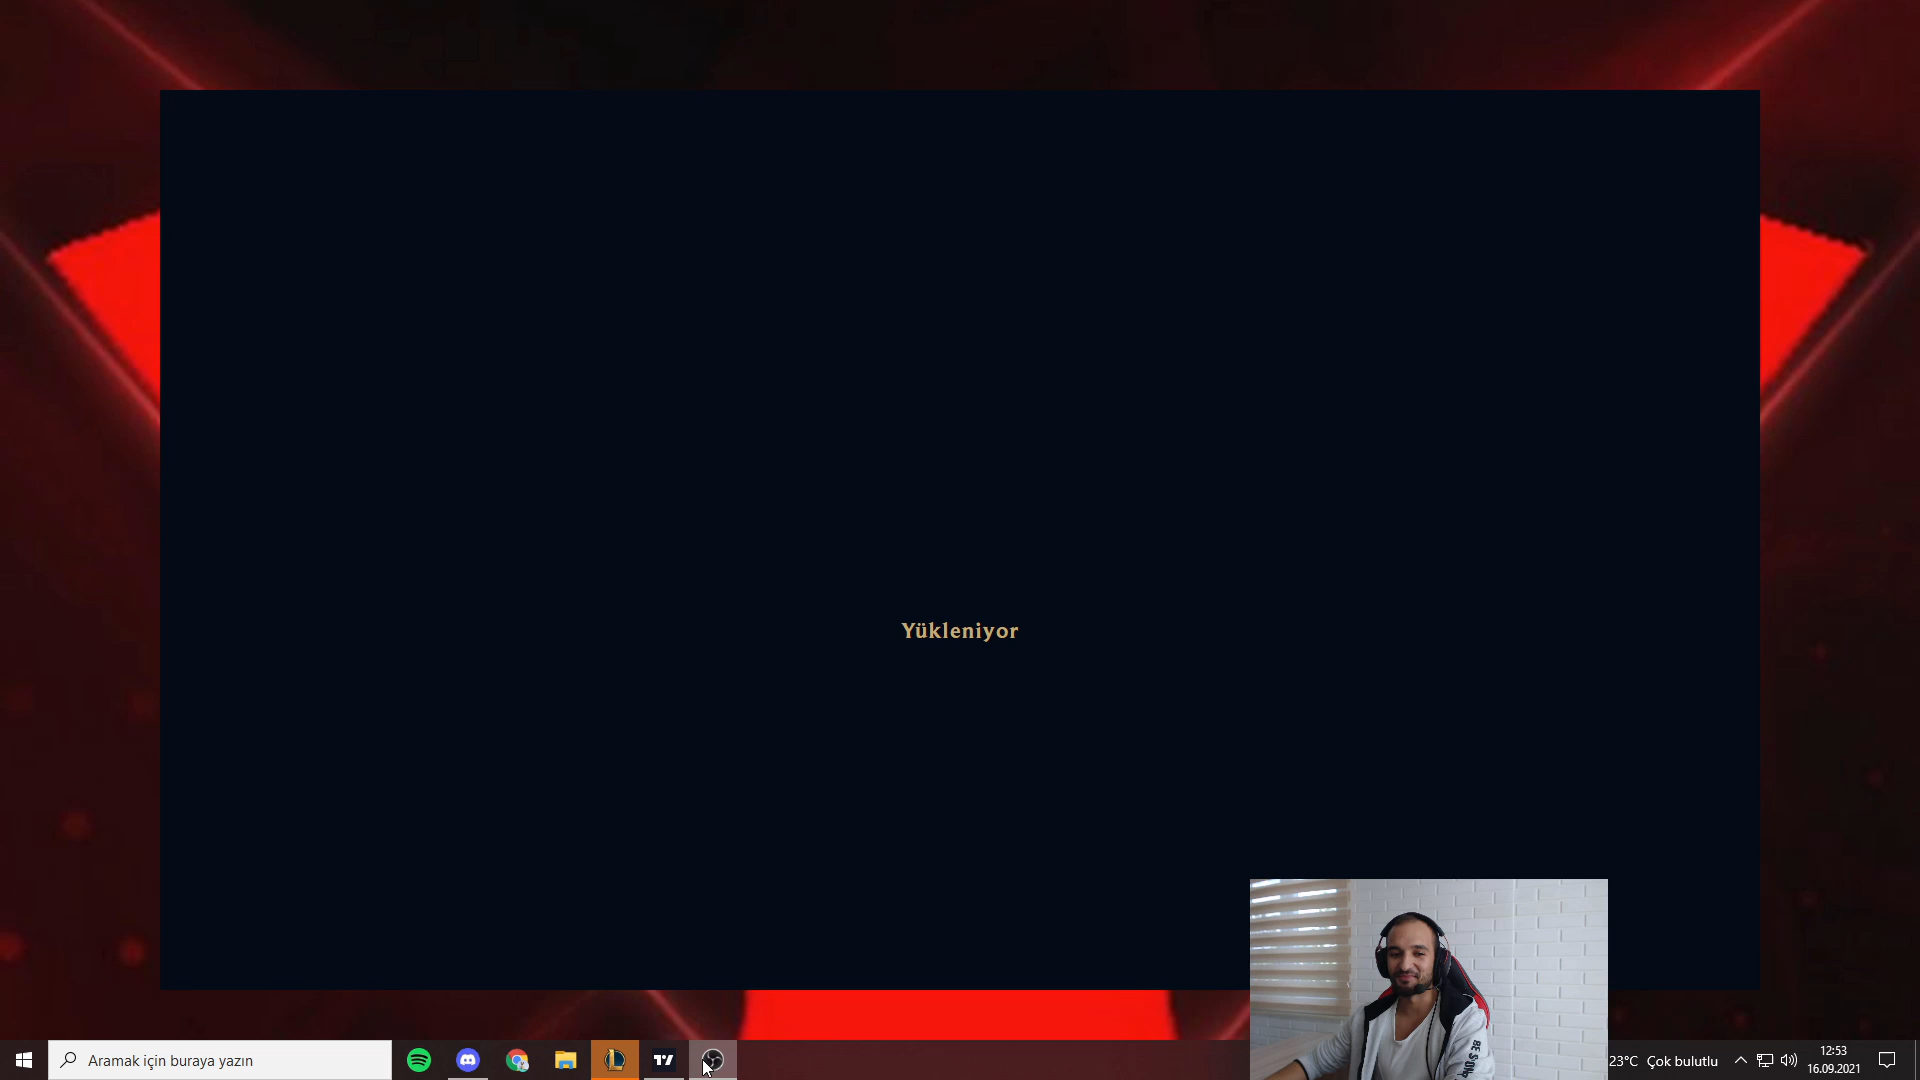 Yükleniyor
Aramak için buraya yazın
23°C Çok bulutlu
12:53
16.09.2021